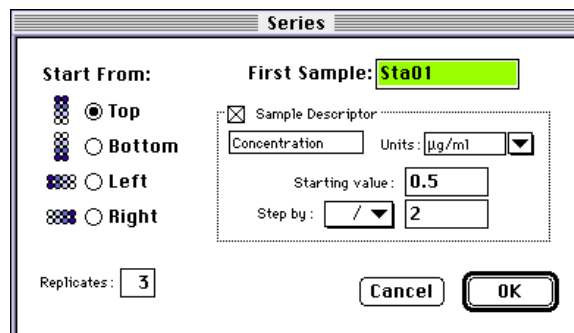 Series
Start From:
First Sample: Sta01
Top
Sample Descriptor
Bottom
Concentration Units: µg/ml
Left
Starting value: 0.5
Right
Step by: / 2
Replicates: 3
Cancel OK